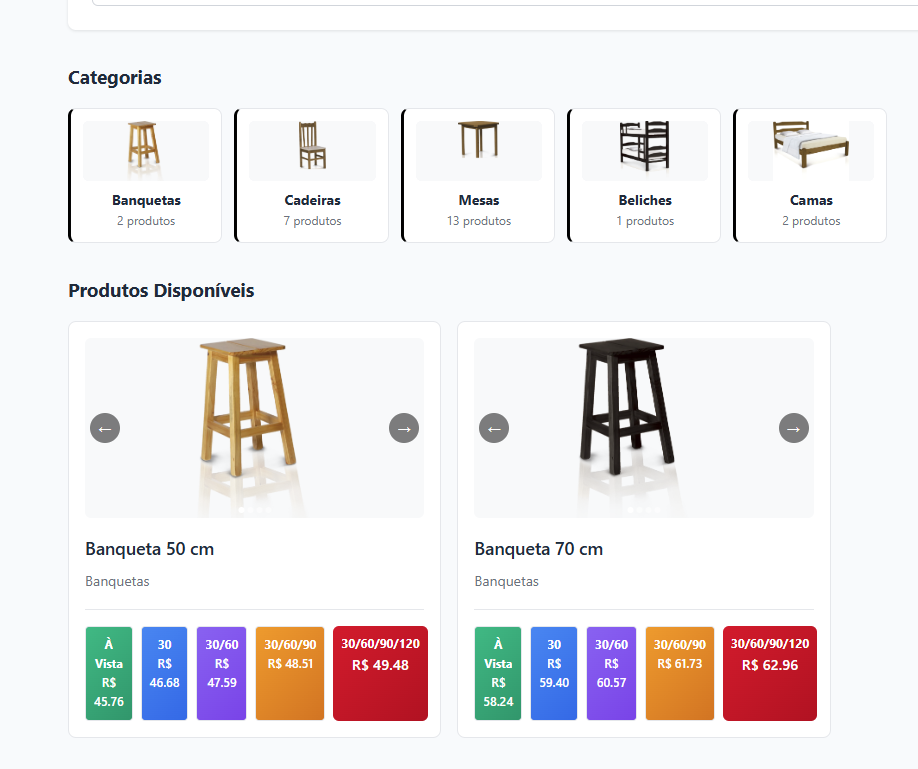 Categorias
Banquetas
2 produtos
Cadeiras
7 produtos
Mesas
13 produtos
Beliches
1 produtos
Camas
2 produtos
Produtos Disponíveis
←
→
←
→
Banqueta 50 cm
Banquetas
À
Vista
R$
45.76
30
R$
46.68
30/60
R$
47.59
30/60/90
R$ 48.51
30/60/90/120
R$ 49.48
Banqueta 70 cm
Banquetas
À
Vista
R$
58.24
30
R$
59.40
30/60
R$
60.57
30/60/90
R$ 61.73
30/60/90/120
R$ 62.96